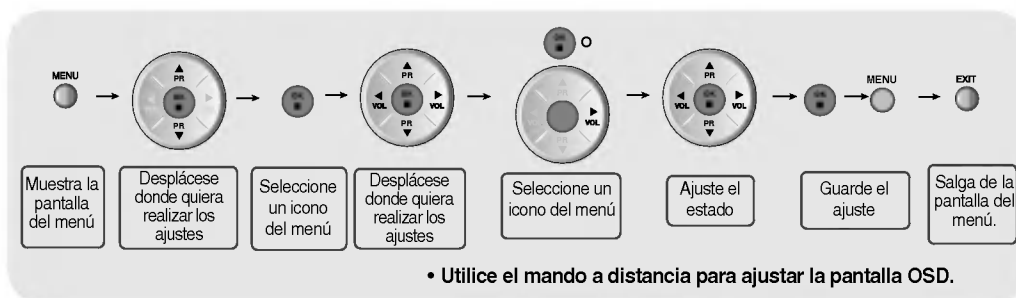 MENU
PR
PR
PR
VOL
VOL
PR
O
VOL
PR
VOL
VOL
PR
MENU
EXIT
Muestra la
pantalla
del menú
Desplácese
donde quiera
realizar los
ajustes
Seleccione
un icono
del menú
Desplácese
donde quiera
realizar los
ajustes
Seleccione un
icono del menú
Ajuste el
estado
Guarde el
ajuste
Salga de la
pantalla del
menú.
• Utilice el mando a distancia para ajustar la pantalla OSD.